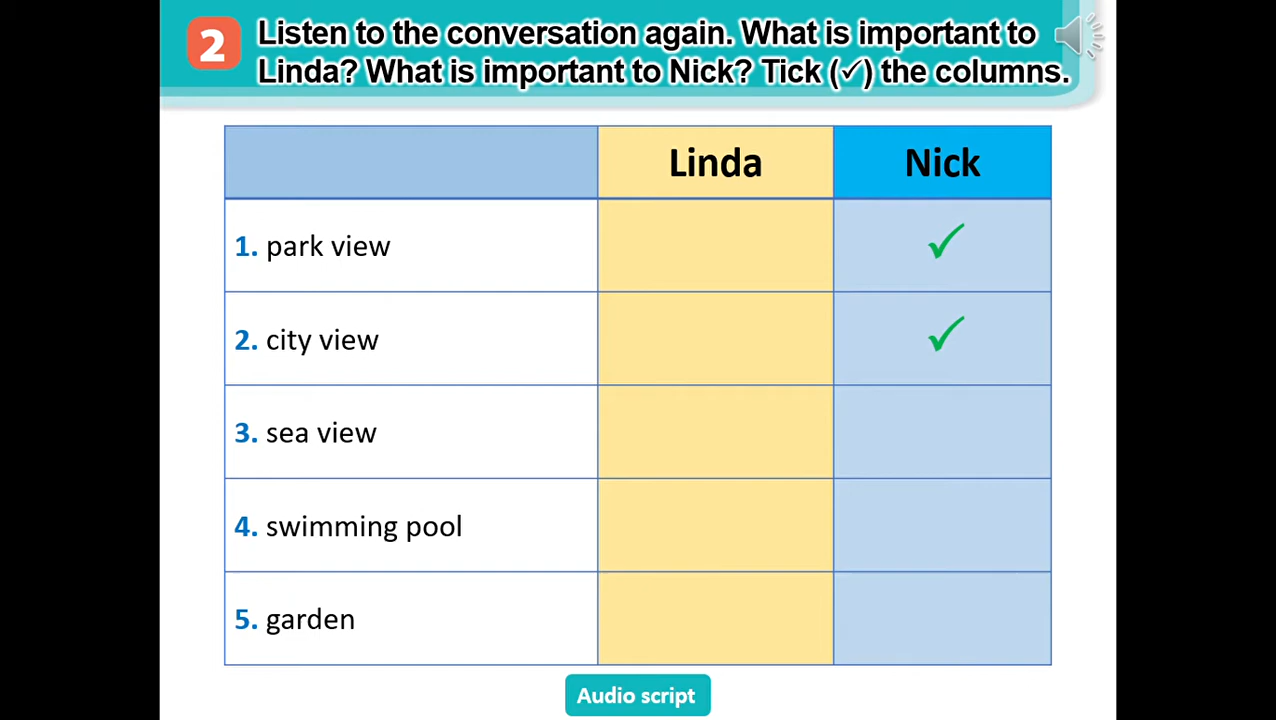 2
Listen to the conversation again. What is important to
Linda? What is important to Nick? Tick (✓) the columns.
Linda Nick
1. park view ✓
2. city view ✓
3. sea view
4. swimming pool
5. garden
Audio script